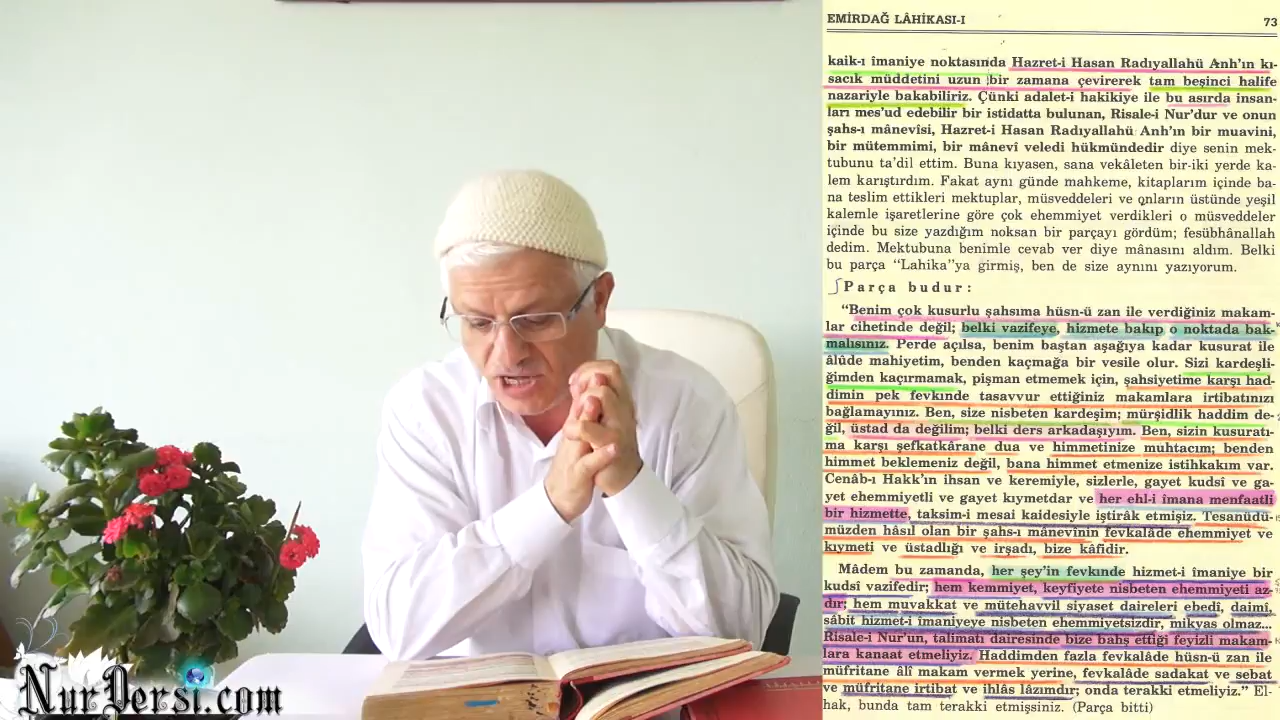 EMİRDAĞ LÂHİKASI-I 73
kaik-ı îmaniye noktasında Hazret-i Hasan Radıyallahü Anh'ın kı-
sacık müddetini uzun bir zamana çevirerek tam beşinci halife
nazariyle bakabiliriz. Çünki adalet-i hakikiye ile bu asırda insan-
ları mes'ud edebilir bir istidatta bulunan, Risale-i Nur'dur ve onun
şahs-ı mânevîsi, Hazret-i Hasan Radıyallahü Anh'ın bir muavini,
bir mütemmimi, bir mânevî veledi hükmündedir diye senin mek-
tubunu ta'dil ettim. Buna kıyasen, sana vekâleten bir-iki yerde ka-
lem karıştırdım. Fakat aynı günde mahkeme, kitaplarım içinde ba-
na teslim ettikleri mektuplar, müsveddeleri ve onların üstünde yeşil
kalemle işaretlerine göre çok ehemmiyet verdikleri o müsveddeler
içinde bu size yazdığım noksan bir parçayı gördüm; fesübhânallah
dedim. Mektubuna benimle cevab ver diye mânasını aldım. Belki
bu parça "Lahika"ya girmiş, ben de size aynını yazıyorum.
Parça budur:
"Benim çok kusurlu şahsıma hüsn-ü zan ile verdiğiniz makam-
lar cihetinde değil; belki vazifeye, hizmete bakıp o noktada bak-
malısınız. Perde açılsa, benim baştan aşağıya kadar kusurat ile
âlûde mahiyetim, benden kaçmağa bir vesile olur. Sizi kardeşli-
ğimden kaçırmamak, pişman etmemek için, şahsiyetime karşı had-
dimin pek fevkınde tasavvur ettiğiniz makamlara irtibatınızı
bağlamayınız. Ben, size nisbeten kardeşim; mürşidlik haddim de-
ğil, üstad da değilim; belki ders arkadaşıyım. Ben, sizin kusuratı-
ma karşı şefkatkârane dua ve himmetinize muhtacım; benden
himmet beklemeniz değil, bana himmet etmenize istihkakım var.
Cenâb-ı Hakk'ın ihsan ve keremiyle, sizlerle, gayet kudsî ve ga-
yet ehemmiyetli ve gayet kıymetdar ve her ehl-i îmana menfaatli
bir hizmette, taksim-i mesai kaidesiyle iştirâk etmişiz. Tesanüdü-
müzden hâsıl olan bir şahs-ı mânevînin fevkalâde ehemmiyet ve
kıymeti ve üstadlığı ve irşadı, bize kâfidir.
Mâdem bu zamanda, her şey'in fevkınde hizmet-i îmaniye bir
kudsî vazifedir; hem kemmiyet, keyfiyete nisbeten ehemmiyeti az-
dır; hem muvakkat ve mütehavvil siyaset daireleri ebedî, daimî,
sâbit hizmet-i îmaniyeye nisbeten ehemmiyetsizdir, mikyas olmaz...
Risale-i Nur'un, talimatı dairesinde bize bahş ettiği feyizli makam-
lara kanaat etmeliyiz. Haddimden fazla fevkalâde hüsn-ü zan ile
müfritane âlî makam vermek yerine, fevkalâde sadakat ve sebat
ve müfritane irtibat ve ihlâs lâzımdır; onda terakki etmeliyiz." El-
hak, bunda tam terakki etmişsiniz. (Parça bitti)
NurDersi.com